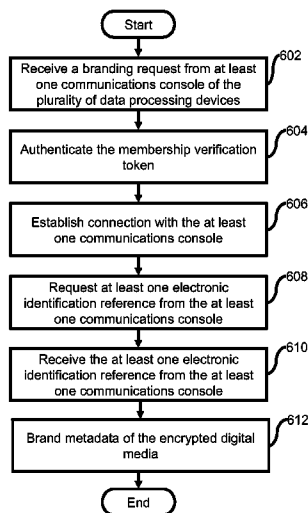 Start
602
Receive a branding request from at least
one communications console of the
plurality of data processing devices
604
Authenticate the membership verification
token
606
Establish connection with the at least
one communications console
608
Request at least one electronic
identification reference from the at least
one communications console
610
Receive the at least one electronic
identification reference from the at least
one communications console
612
Brand metadata of the encrypted digital
media
End